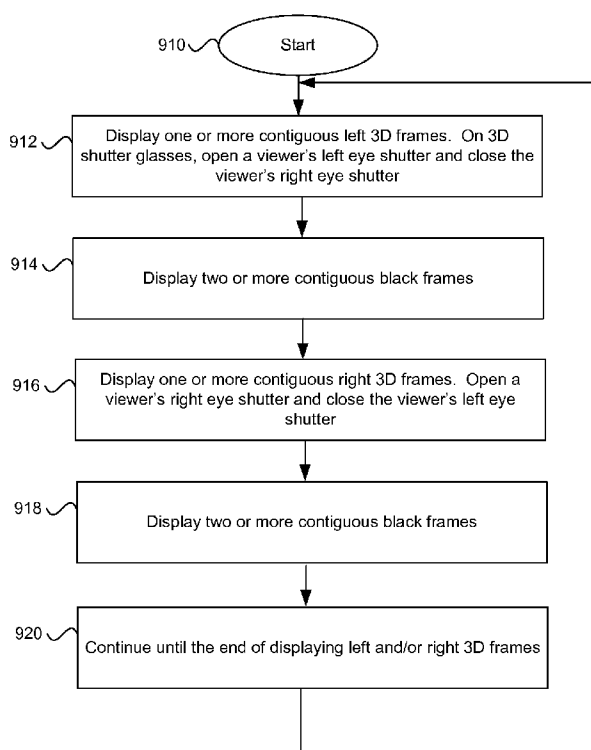 910
Start
912
Display one or more contiguous left 3D frames. On 3D
shutter glasses, open a viewer's left eye shutter and close the
viewer's right eye shutter
914
Display two or more contiguous black frames
916
Display one or more contiguous right 3D frames. Open a
viewer's right eye shutter and close the viewer's left eye
shutter
918
Display two or more contiguous black frames
920
Continue until the end of displaying left and/or right 3D frames